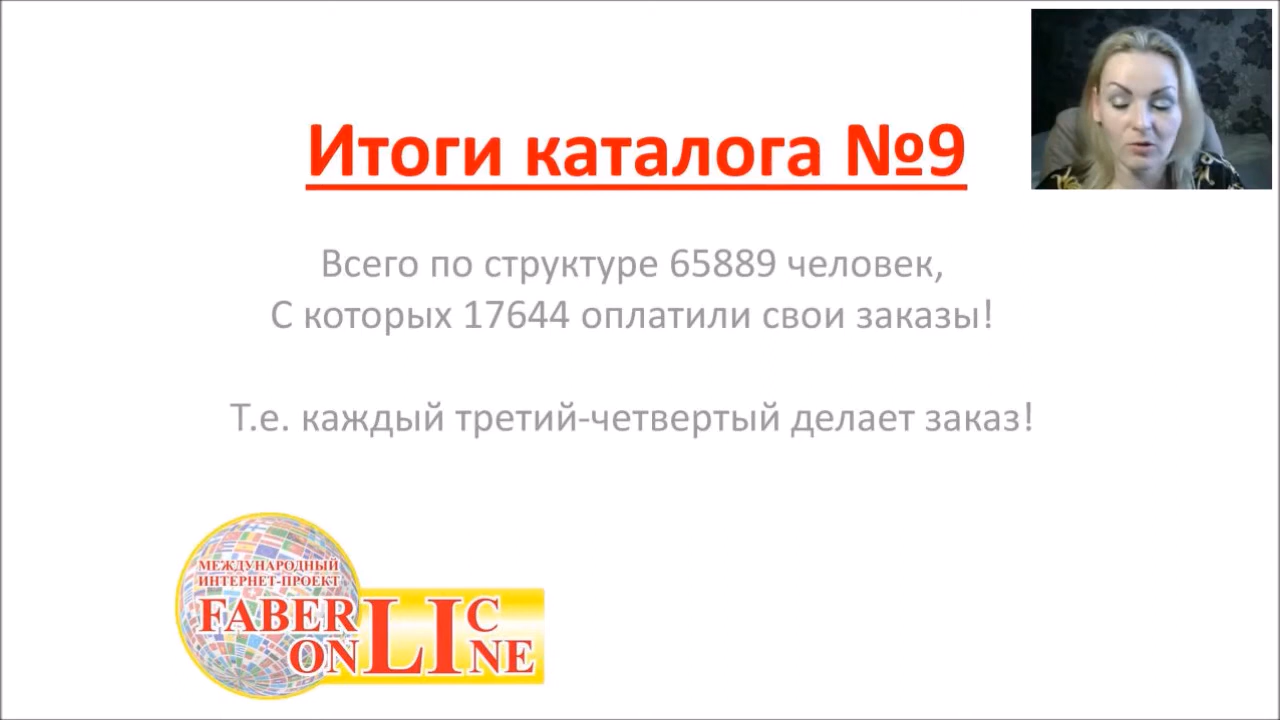 Итоги каталога №9
Всего по структуре 65889 человек,
С которых 17644 оплатили свои заказы!
Т.е. каждый третий-четвертый делает заказ!
МЕЖДУНАРОДНЫЙ
ИНТЕРНЕТ-ПРОЕКТ
FABERLIC
ONLINE